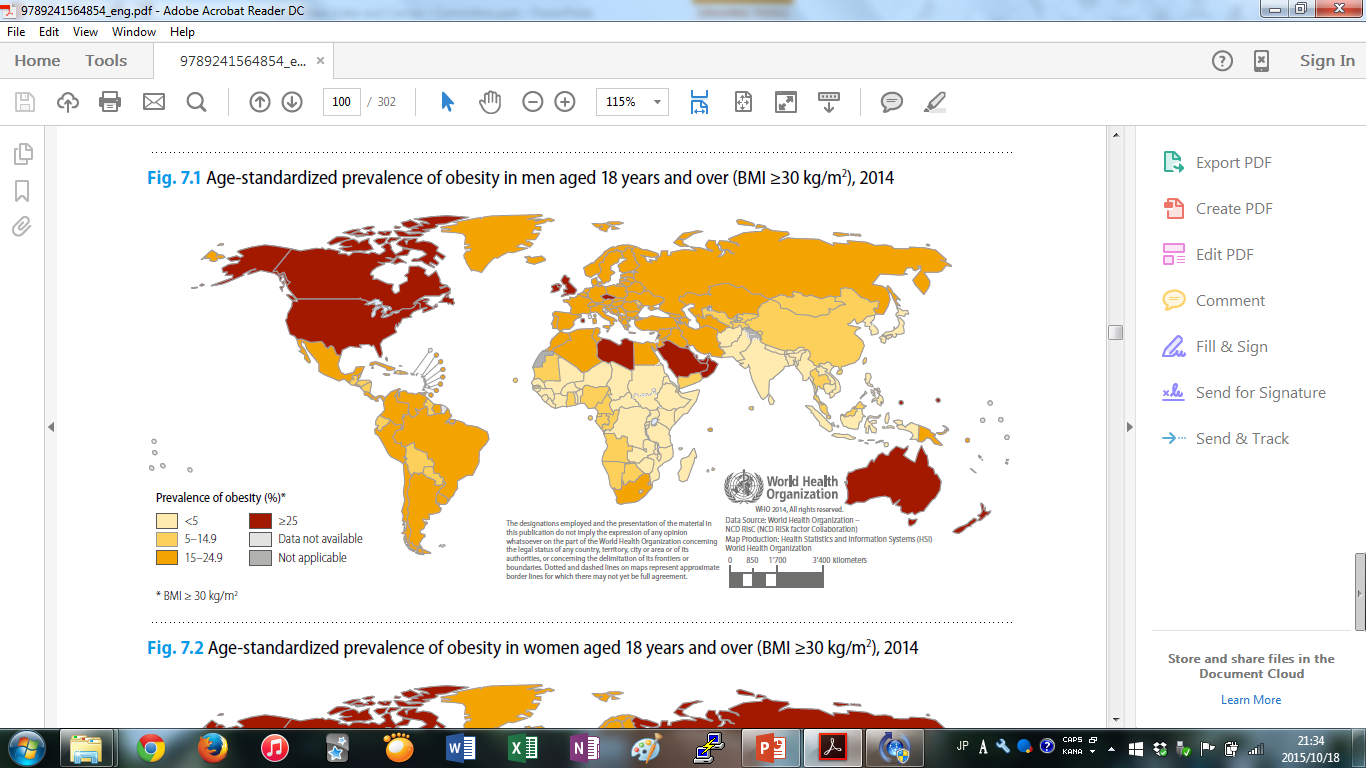 9789241564854_eng.pdf - Adobe Acrobat Reader DC
File Edit View Window Help
Home Tools 9789241564854_e... × ? Sign In
100 / 302 115%
Fig. 7.1 Age-standardized prevalence of obesity in men aged 18 years and over (BMI ≥30 kg/m²), 2014
Prevalence of obesity (%)*
<5 ≥25
5–14.9 Data not available
15–24.9 Not applicable
* BMI ≥ 30 kg/m²
The designations employed and the presentation of the material in
this publication do not imply the expression of any opinion
whatsoever on the part of the World Health Organization concerning
the legal status of any country, territory, city or area or of its
authorities, or concerning the delimitation of its frontiers or
boundaries. Dotted and dashed lines on maps represent approximate
border lines for which there may not yet be full agreement.
World Health
Organization
WHO 2014, All rights reserved.
Data Source: World Health Organization –
NCD RisC (NCD RISk factor Collaboration)
Map Production: Health Statistics and Information Systems (HSI)
World Health Organization
0 850 1'700 3'400 kilometers
Fig. 7.2 Age-standardized prevalence of obesity in women aged 18 years and over (BMI ≥30 kg/m²), 2014
Export PDF
Create PDF
Edit PDF
Comment
Fill & Sign
Send for Signature
Send & Track
Store and share files in the
Document Cloud
Learn More
JP A CAPS
KANA
21:34
2015/10/18